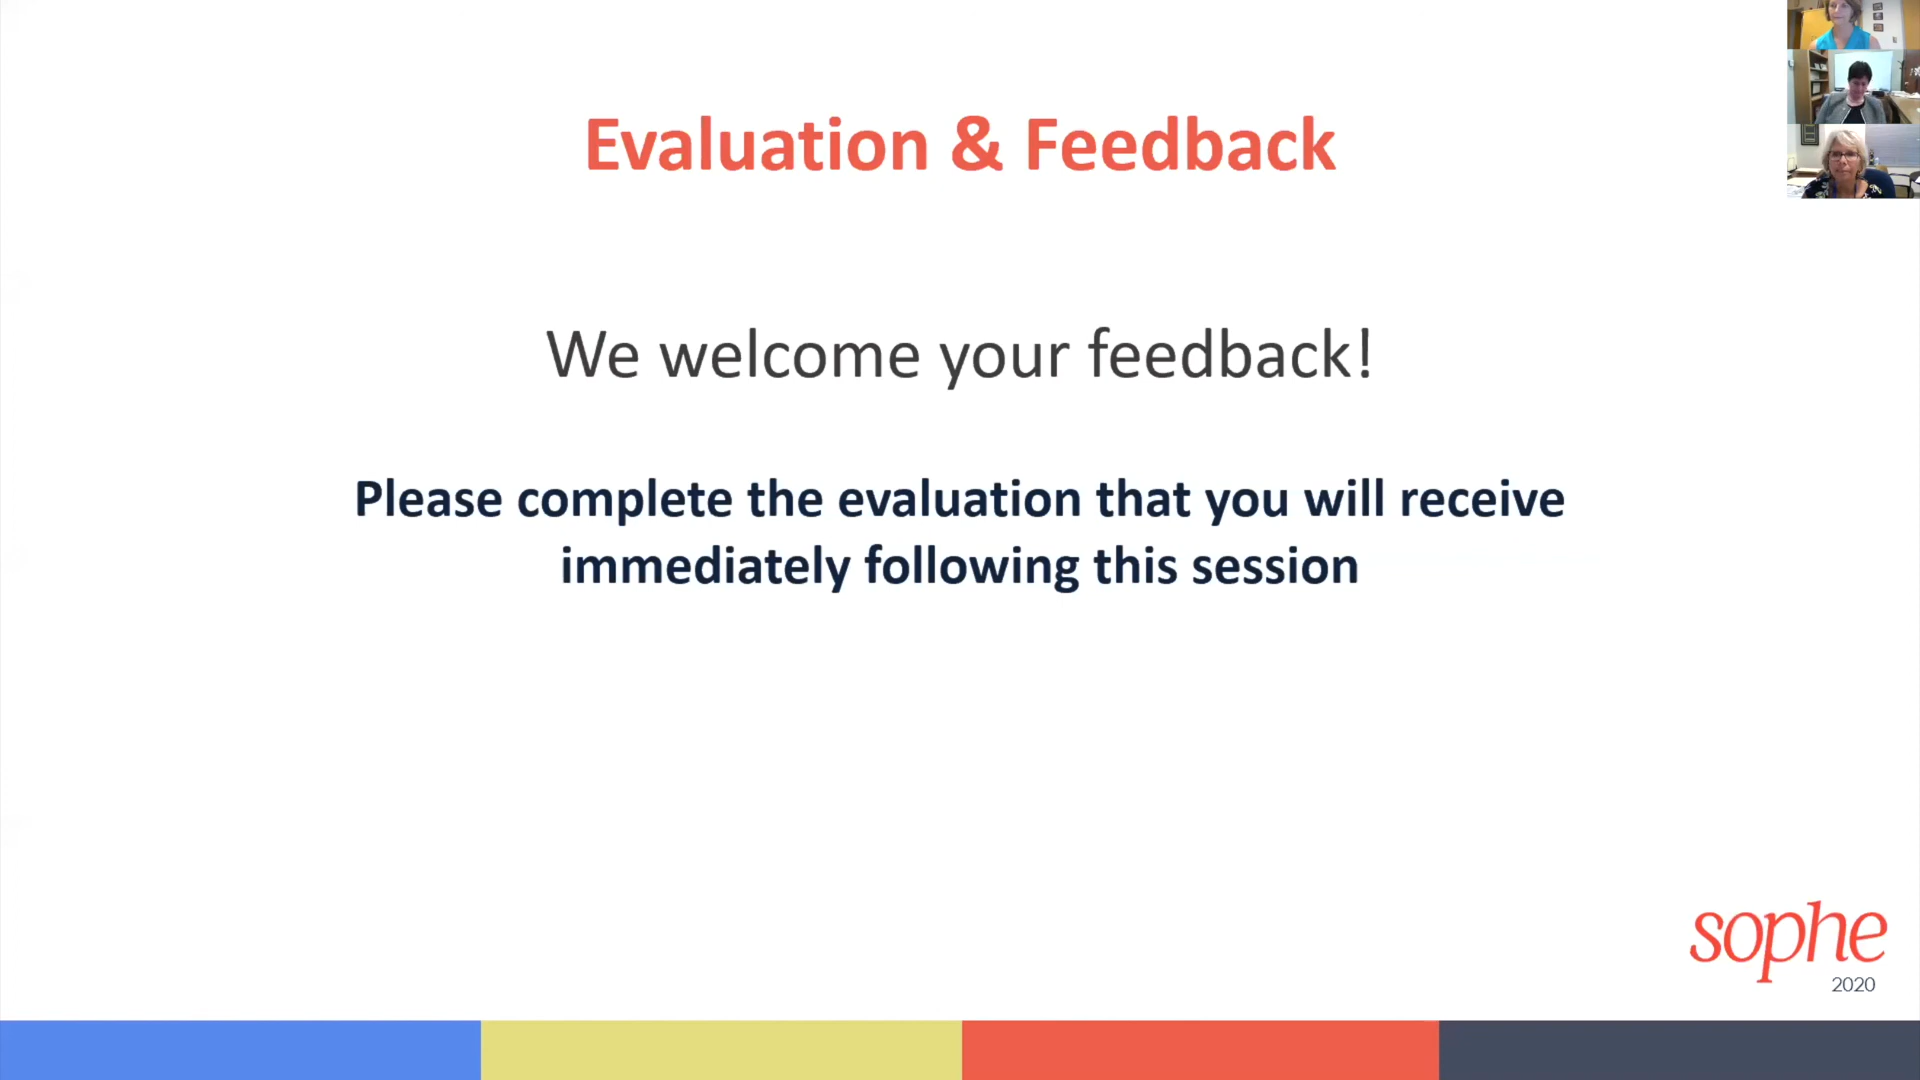 Evaluation & Feedback
We welcome your feedback!
Please complete the evaluation that you will receive
immediately following this session
sophe
2020